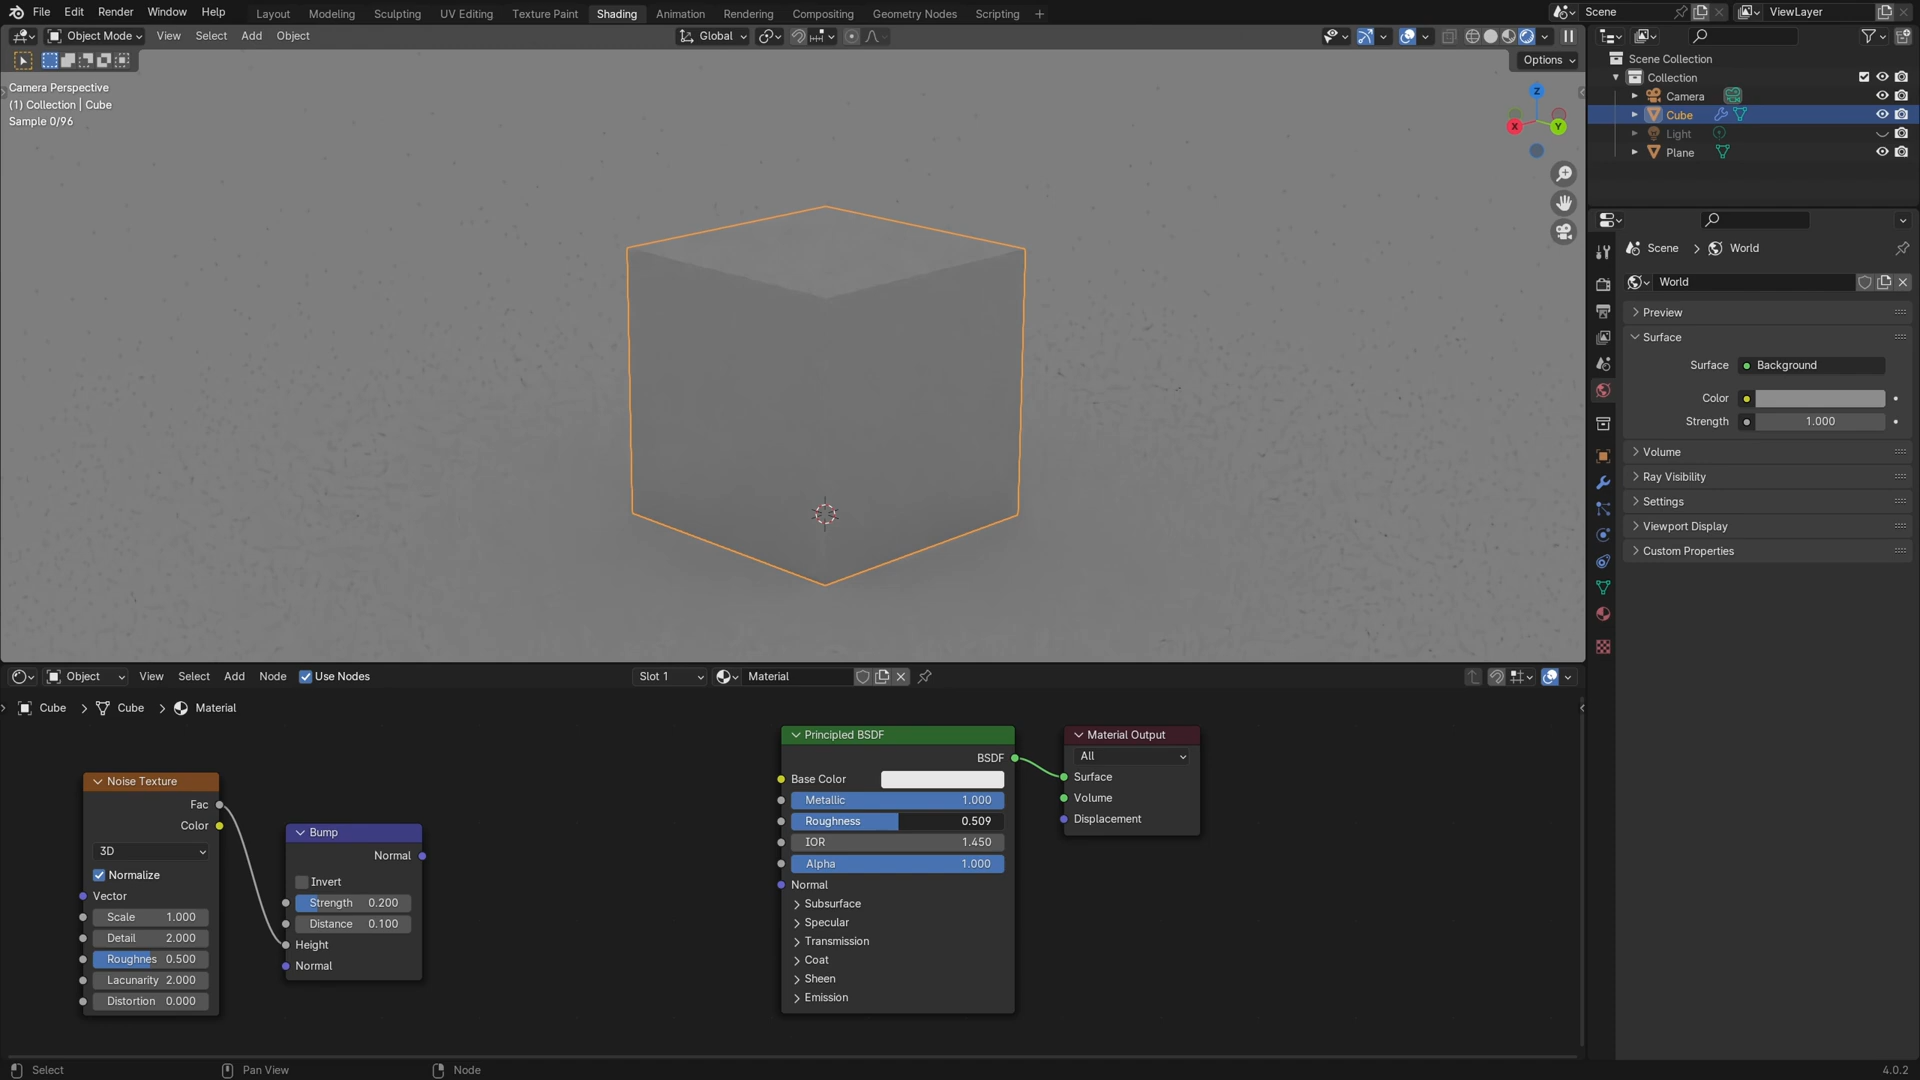 File Edit Render Window Help Layout Modeling Sculpting UV Editing Texture Paint Shading Animation Rendering Compositing Geometry Nodes Scripting + Scene ViewLayer
Object Mode View Select Add Object Global
Options
Camera Perspective
(1) Collection | Cube
Sample 0/96
Z
X
Y
Scene Collection
Collection
Camera
Cube
Light
Plane
Scene > World
World
Preview
Surface
Surface Background
Color
Strength 1.000
Volume
Ray Visibility
Settings
Viewport Display
Custom Properties
Object View Select Add Node Use Nodes Slot 1 Material
Cube > Cube > Material
Noise Texture
Fac
Color
3D
Normalize
Vector
Scale 1.000
Detail 2.000
Roughnes 0.500
Lacunarity 2.000
Distortion 0.000
Bump
Normal
Invert
Strength 0.200
Distance 0.100
Height
Normal
Principled BSDF
BSDF
Base Color
Metallic 1.000
Roughness 0.509
IOR 1.450
Alpha 1.000
Normal
Subsurface
Specular
Transmission
Coat
Sheen
Emission
Material Output
All
Surface
Volume
Displacement
Select Pan View Node 4.0.2